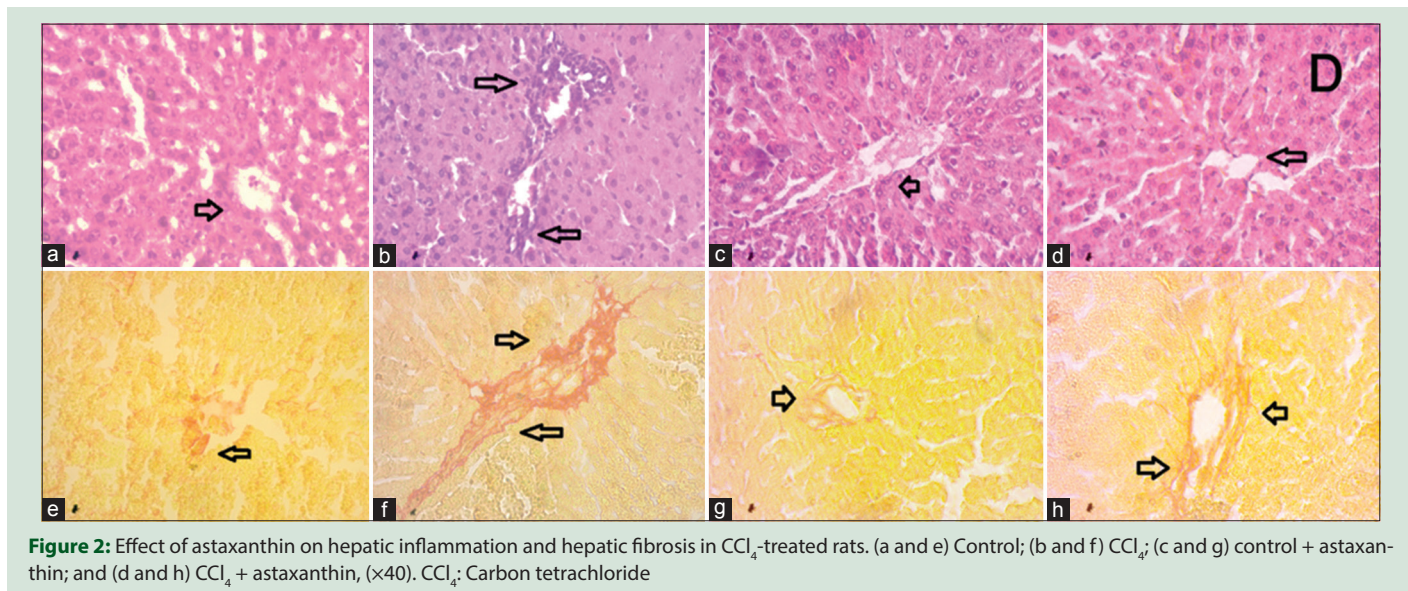 D
a
b
c
d
e
f
g
h
Figure 2: Effect of astaxanthin on hepatic inflammation and hepatic fibrosis in CCl₄-treated rats. (a and e) Control; (b and f) CCl₄; (c and g) control + astaxan-
thin; and (d and h) CCl₄ + astaxanthin, (×40). CCl₄: Carbon tetrachloride